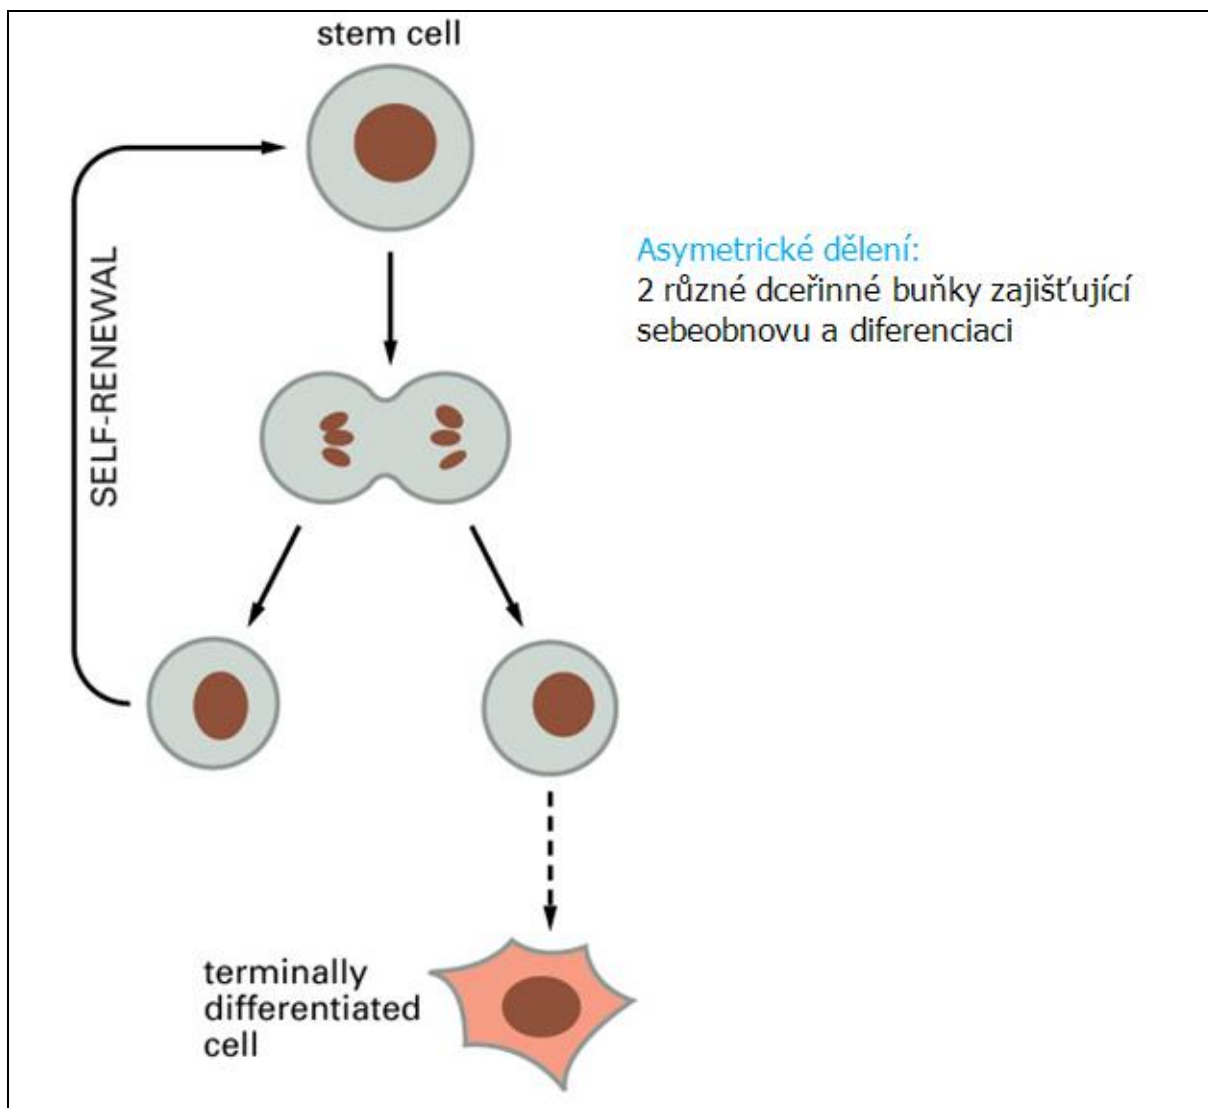 stem cell
SELF-RENEWAL
Asymetrické dělení:
2 různé dceřinné buňky zajišťující
sebeobnovu a diferenciaci
terminally
differentiated
cell